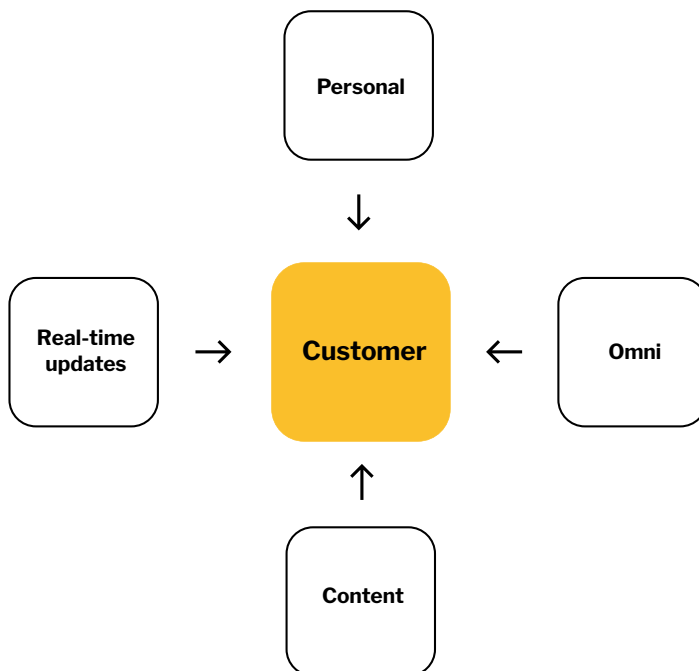 Personal
Real-time
updates
Customer
Omni
Content